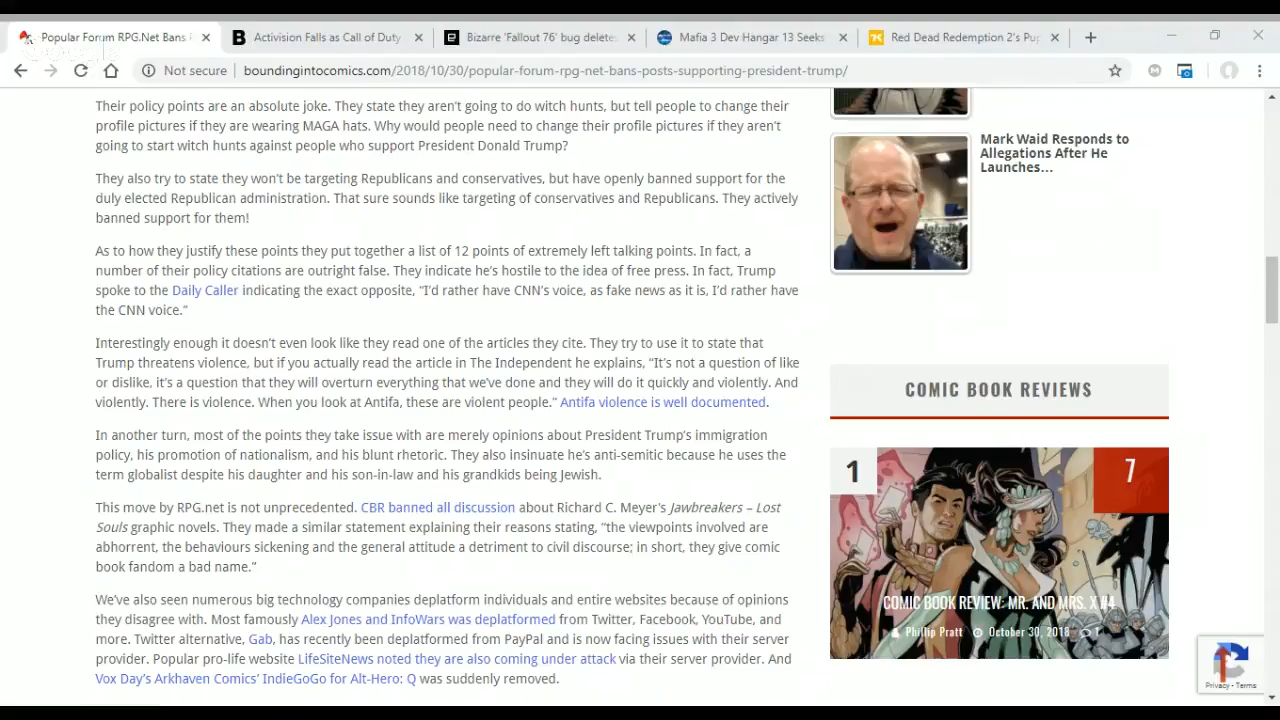 Popular Forum RPG.Net Bans P
Activision Falls as Call of Duty
Bizarre 'Fallout 76' bug deletes
Mafia 3 Dev Hangar 13 Seeks
Red Dead Redemption 2's Pup
Not secure
boundingintocomics.com/2018/10/30/popular-forum-rpg-net-bans-posts-supporting-president-trump/
Their policy points are an absolute joke. They state they aren't going to do witch hunts, but tell people to change their
profile pictures if they are wearing MAGA hats. Why would people need to change their profile pictures if they aren't
going to start witch hunts against people who support President Donald Trump?
They also try to state they won't be targeting Republicans and conservatives, but have openly banned support for the
duly elected Republican administration. That sure sounds like targeting of conservatives and Republicans. They actively
banned support for them!
As to how they justify these points they put together a list of 12 points of extremely left talking points. In fact, a
number of their policy citations are outright false. They indicate he's hostile to the idea of free press. In fact, Trump
spoke to the Daily Caller indicating the exact opposite, "I'd rather have CNN's voice, as fake news as it is, I'd rather have
the CNN voice."
Interestingly enough it doesn't even look like they read one of the articles they cite. They try to use it to state that
Trump threatens violence, but if you actually read the article in The Independent he explains, "It's not a question of like
or dislike, it's a question that they will overturn everything that we've done and they will do it quickly and violently. And
violently. There is violence. When you look at Antifa, these are violent people." Antifa violence is well documented.
In another turn, most of the points they take issue with are merely opinions about President Trump's immigration
policy, his promotion of nationalism, and his blunt rhetoric. They also insinuate he's anti-semitic because he uses the
term globalist despite his daughter and his son-in-law and his grandkids being Jewish.
This move by RPG.net is not unprecedented. CBR banned all discussion about Richard C. Meyer's Jawbreakers – Lost
Souls graphic novels. They made a similar statement explaining their reasons stating, "the viewpoints involved are
abhorrent, the behaviours sickening and the general attitude a detriment to civil discourse; in short, they give comic
book fandom a bad name."
We've also seen numerous big technology companies deplatform individuals and entire websites because of opinions
they disagree with. Most famously Alex Jones and InfoWars was deplatformed from Twitter, Facebook, YouTube, and
more. Twitter alternative, Gab, has recently been deplatformed from PayPal and is now facing issues with their server
provider. Popular pro-life website LifeSiteNews noted they are also coming under attack via their server provider. And
Vox Day's Arkhaven Comics' IndieGoGo for Alt-Hero: Q was suddenly removed.
Mark Waid Responds to
Allegations After He
Launches...
COMIC BOOK REVIEWS
1
7
COMIC BOOK REVIEW: MR. AND MRS. X #4
Phillip Pratt October 30, 2018 1
Privacy - Terms